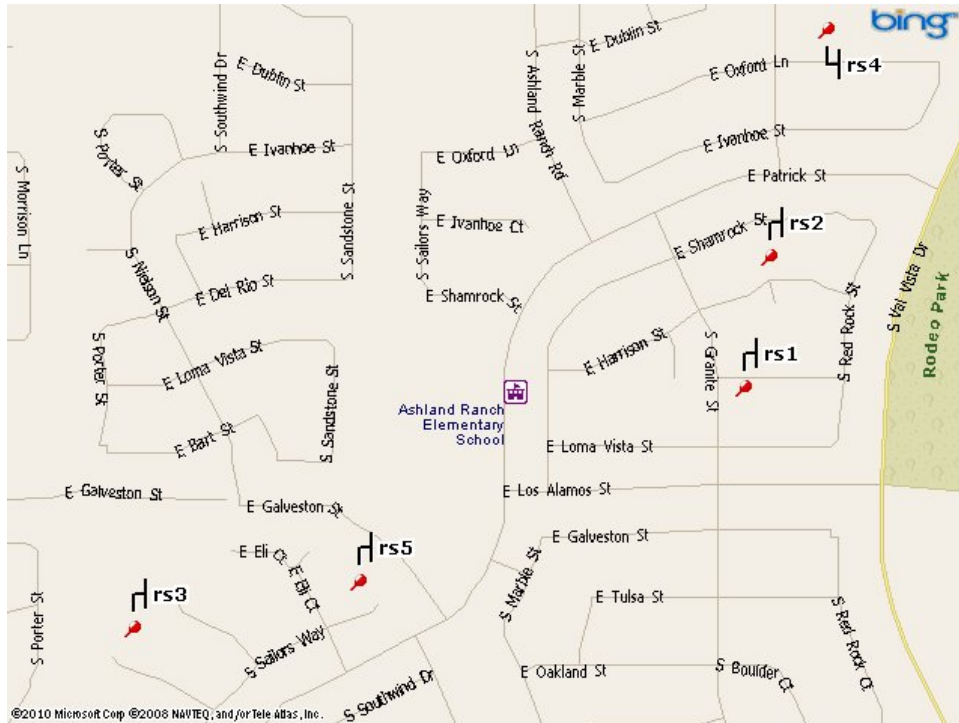 bing™
E Dublin St
S Southwind Dr
E Dublin St
S Ashland Ranch Rd
S Marble St
E Oxford Ln
rs4
S Porter St
E Ivanhoe St
E Oxford Ln
E Ivanhoe St
S Morrison Ln
E Patrick St
E Harrison St
S Sandstone St
S Sailors Way
E Ivanhoe Ct
E Shamrock St
rs2
S Nielson St
E Del Rio St
E Shamrock St
S Val Vista Dr
Rodeo Park
S Porter St
E Loma Vista St
E Harrison St
S Granite St
rs1
S Red Rock St
S Sandstone St
Ashland Ranch
Elementary
School
E Bart St
E Loma Vista St
E Galveston St
E Galveston St
E Los Alamos St
E Galveston St
E Eli Ct
E Eli Ct
rs5
S Marble St
E Tulsa St
rs3
S Porter St
S Sailors Way
S Red Rock Ct
E Oakland St
S Boulder Ct
S Southwind Dr
©2010 Microsoft Corp ©2008 NAVTEQ, and/or Tele Atlas, Inc.